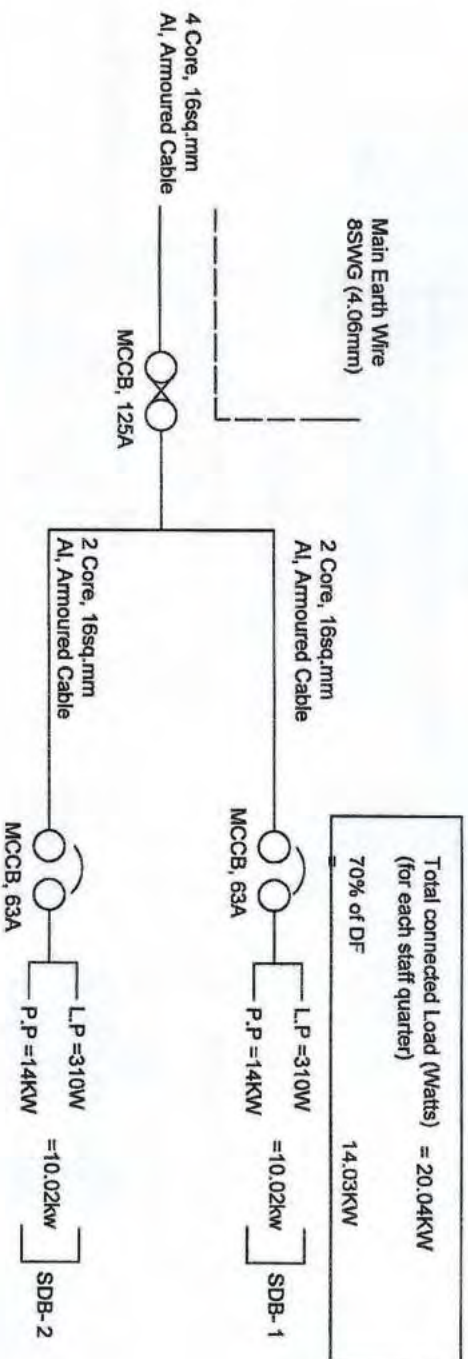 Main Earth Wire
8SWG (4.06mm)
4 Core, 16sq.mm
Al, Armoured Cable
MCCB, 125A
Total connected Load (Watts) = 20.04KW
(for each staff quarter)
70% of DF 14.03KW
=
2 Core, 16sq.mm
Al, Armoured Cable
MCCB, 63A
L.P =310W
P.P =14KW
=10.02kw
SDB- 1
2 Core, 16sq.mm
Al, Armoured Cable
MCCB, 63A
L.P =310W
P.P =14KW
=10.02kw
SDB- 2